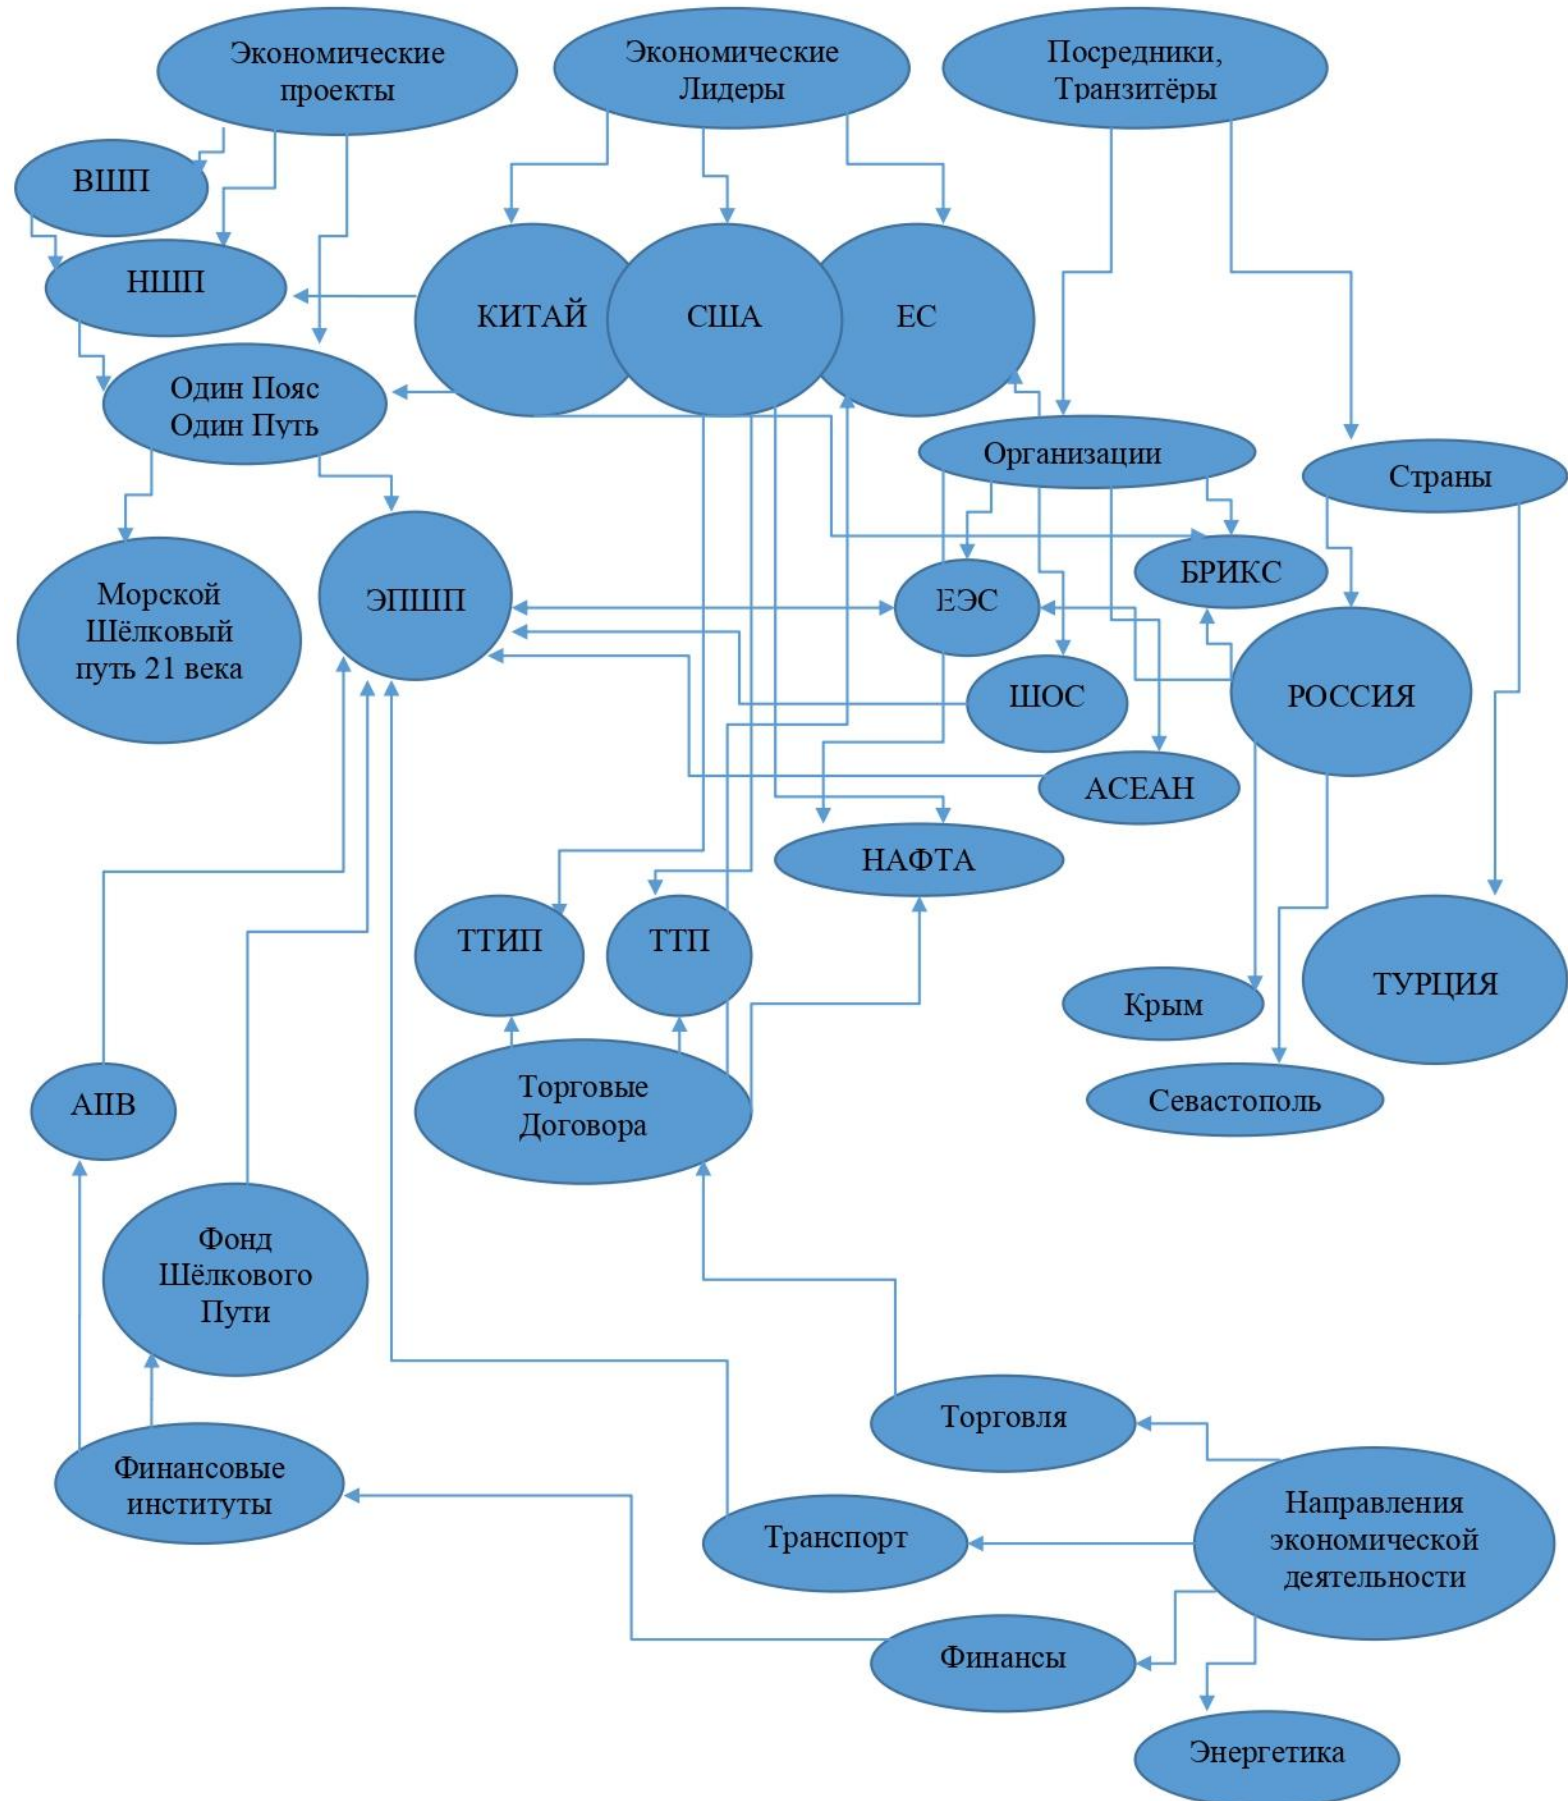 Экономические
проекты
Экономические
Лидеры
Посредники,
Транзитёры
ВШП
НШП
КИТАЙ
США
ЕС
Один Пояс
Один Путь
Организации
Страны
Морской
Шёлковый
путь 21 века
ЭПШП
ЕЭС
БРИКС
ШОС
РОССИЯ
АСЕАН
НАФТА
ТТИП
ТТП
Крым
ТУРЦИЯ
Севастополь
АІІВ
Торговые
Договора
Фонд
Шёлкового
Пути
Торговля
Финансовые
институты
Транспорт
Направления
экономической
деятельности
Финансы
Энергетика